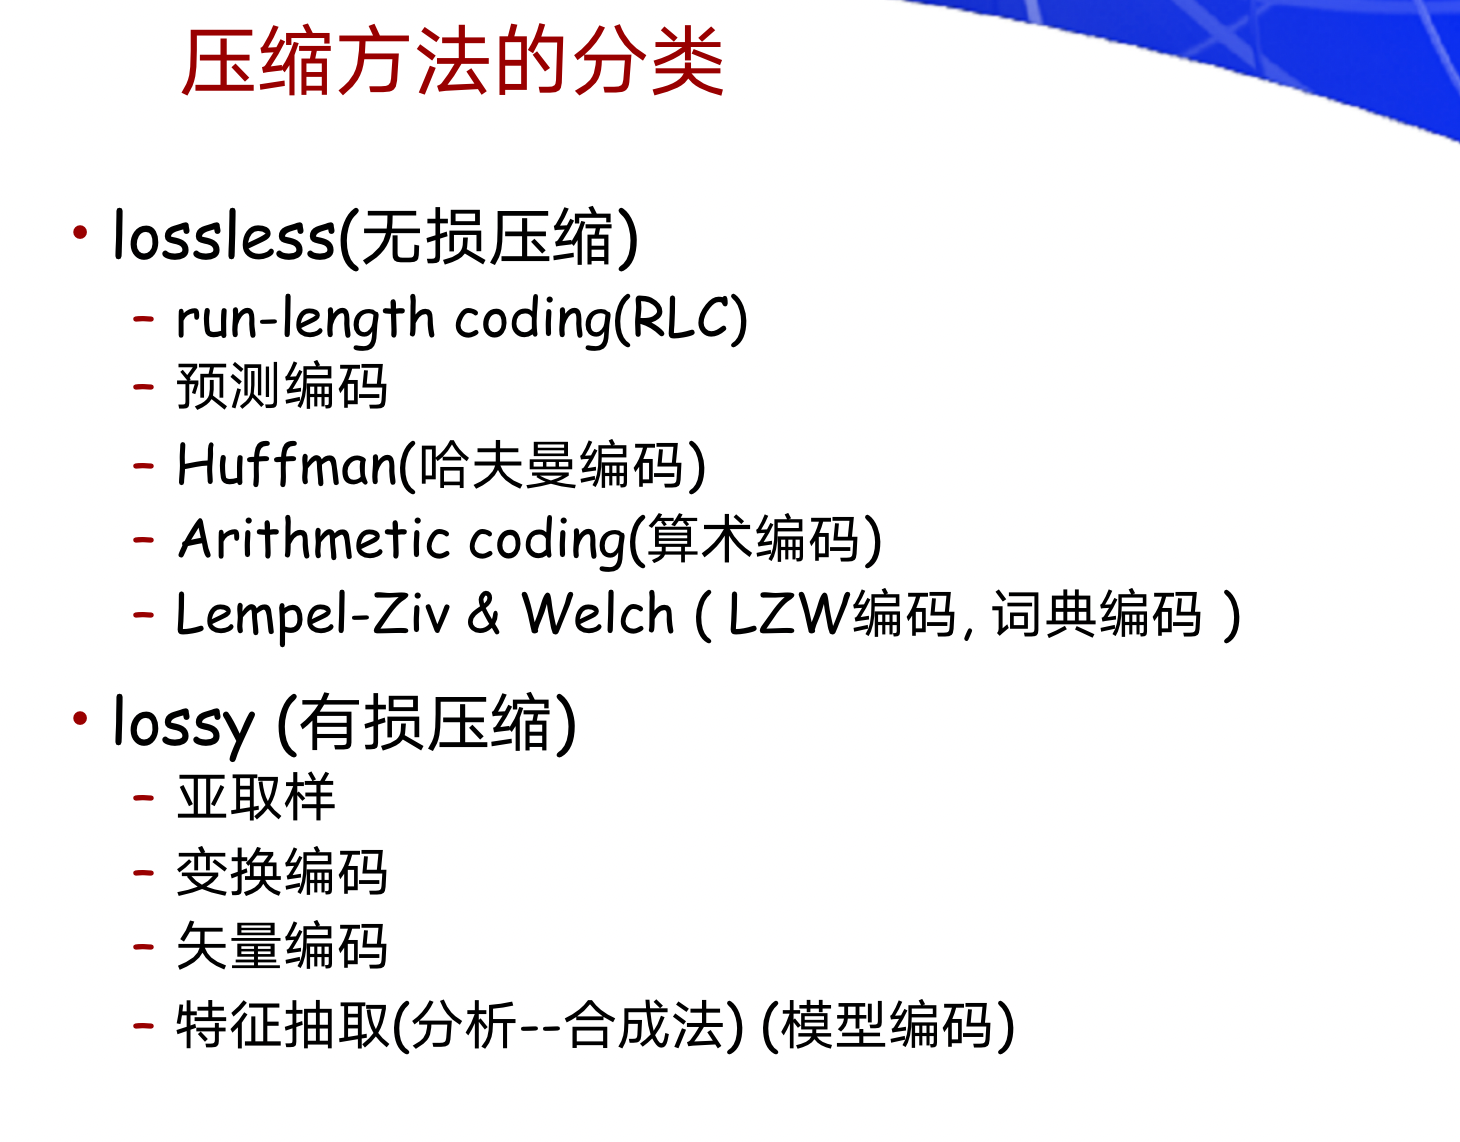 压缩方法的分类
• lossless(无损压缩)
– run-length coding(RLC)
– 预测编码
– Huffman(哈夫曼编码)
– Arithmetic coding(算术编码)
– Lempel-Ziv & Welch ( LZW编码, 词典编码 )
• lossy (有损压缩)
– 亚取样
– 变换编码
– 矢量编码
– 特征抽取(分析--合成法) (模型编码)